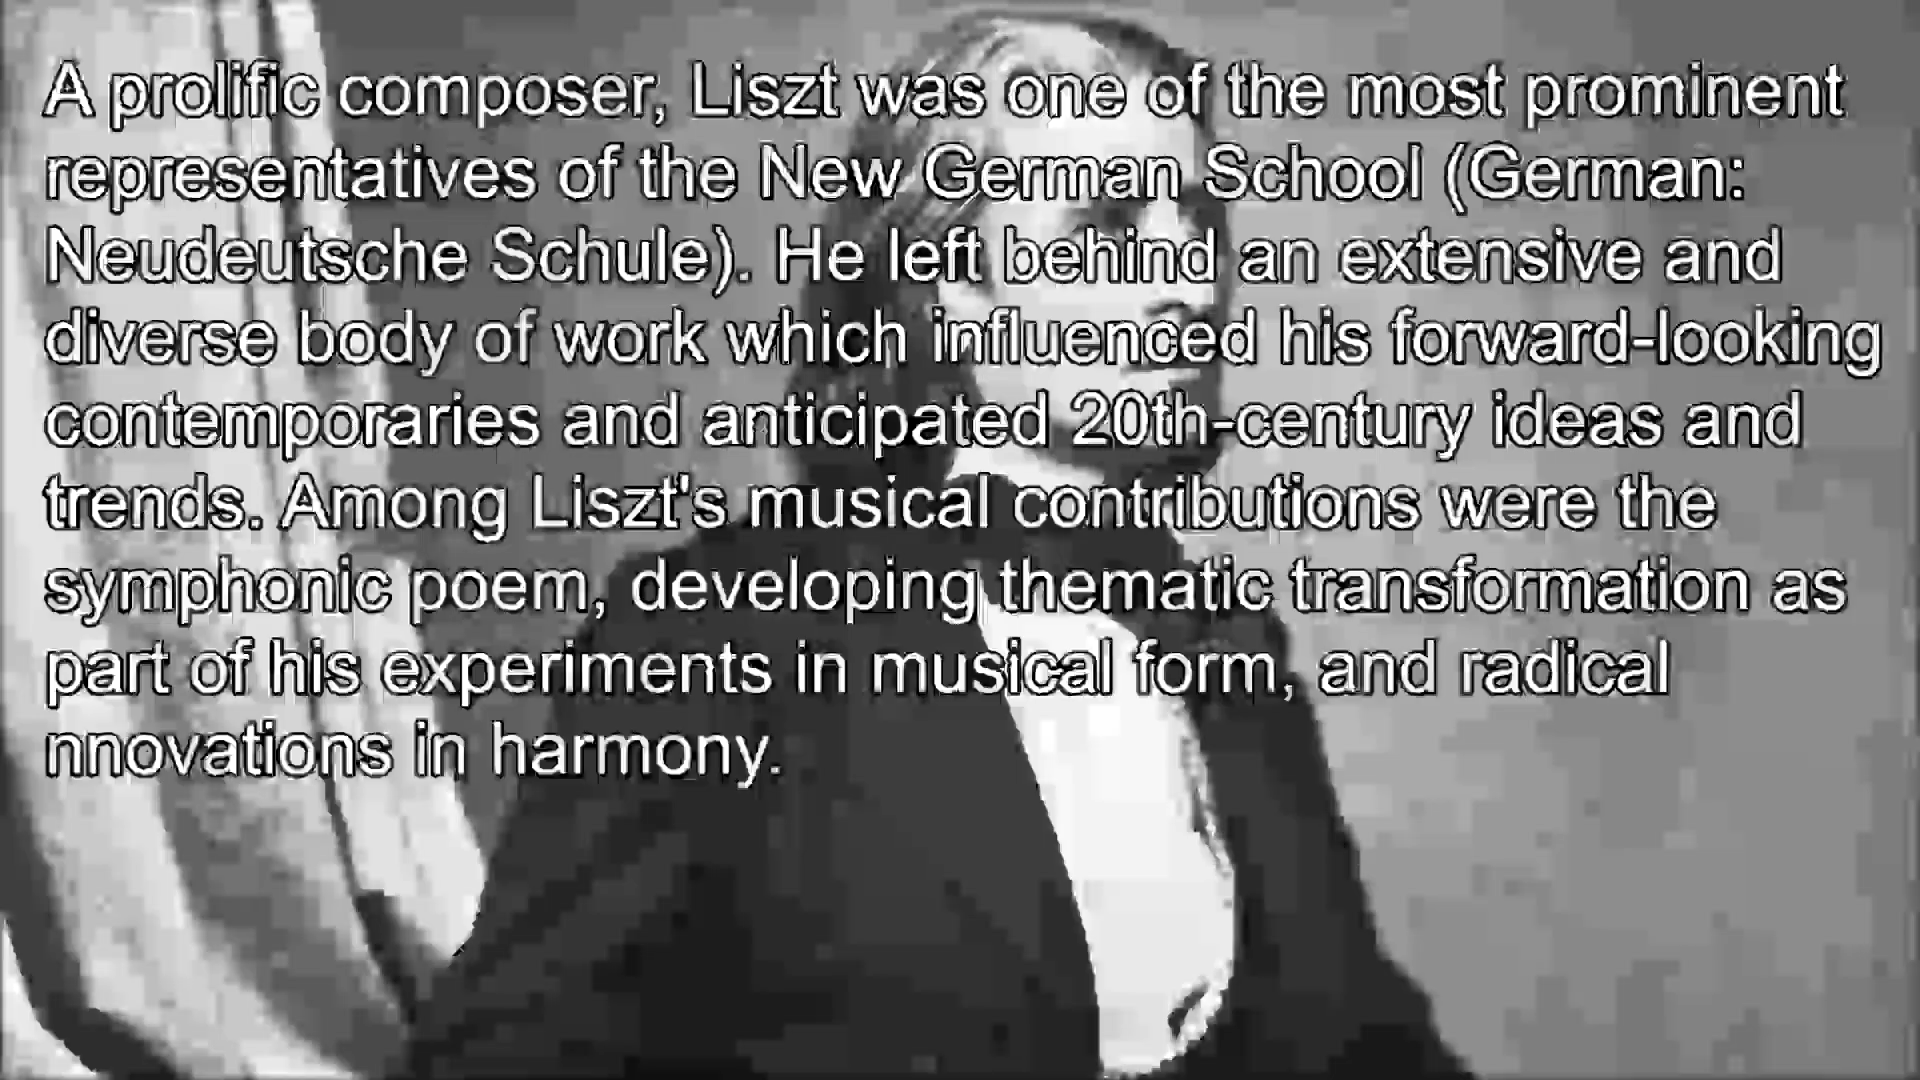 A prolific composer, Liszt was one of the most prominent
representatives of the New German School (German:
Neudeutsche Schule). He left behind an extensive and
diverse body of work which influenced his forward-looking
contemporaries and anticipated 20th-century ideas and
trends. Among Liszt's musical contributions were the
symphonic poem, developing thematic transformation as
part of his experiments in musical form, and radical
nnovations in harmony.